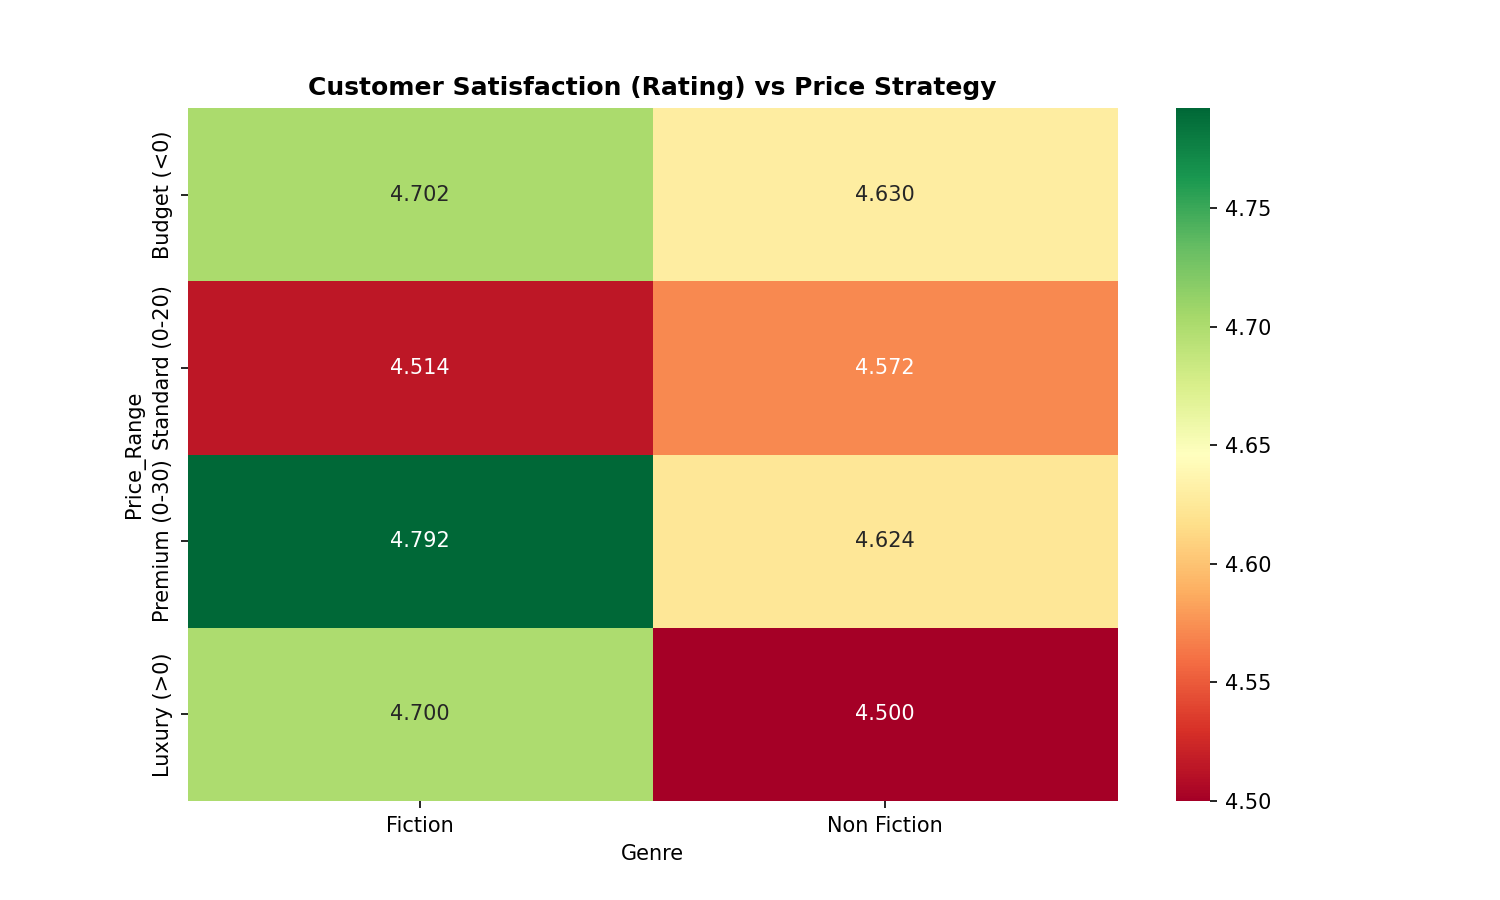 Customer Satisfaction (Rating) vs Price Strategy
Price_Range
Budget (<0)
4.702
4.630
Standard (0-20)
4.514
4.572
Premium (0-30)
4.792
4.624
Luxury (>0)
4.700
4.500
Fiction
Non Fiction
Genre
4.75
4.70
4.65
4.60
4.55
4.50